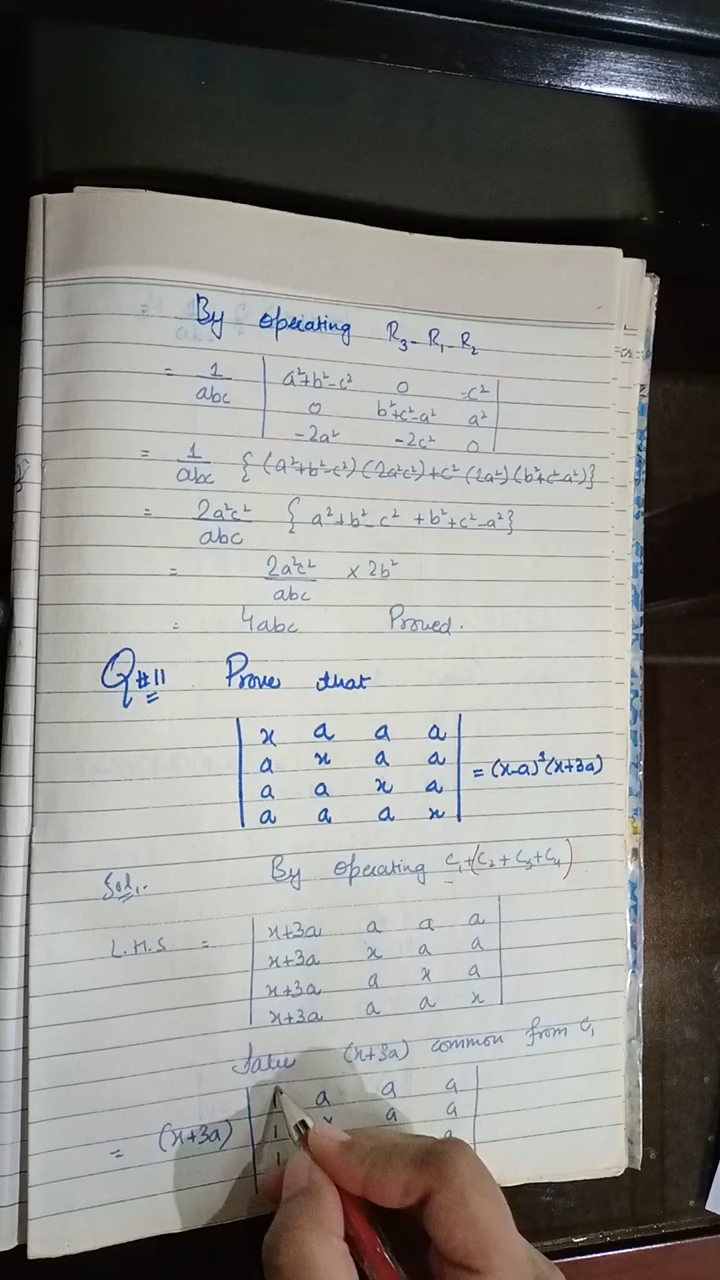 By operating R₃ - R₁ - R₂
= 1/abc | a²+b²-c² 0 -c² |
| 0 b²+c²-a² a² |
| -2a² -2c² 0 |
= 1/abc { (a²+b²-c²) (2a²c²) + c² (2a²) (b²+c²-a²) }
= 2a²c²/abc { a²+b²-c² + b²+c²-a² }
= 2a²c²/abc × 2b²
= 4abc Proved.
Q#11 Prove that
| x a a a |
| a x a a | = (x-a)³(x+3a)
| a a x a |
| a a a x |
Sol:. By operating C₁+(C₂+C₃+C₄)
L.H.S = | x+3a a a a |
| x+3a x a a |
| x+3a a x a |
| x+3a a a x |
Take (x+3a) common from C₁
= (x+3a) | a a a |
| 1 x a a |
| 1 a